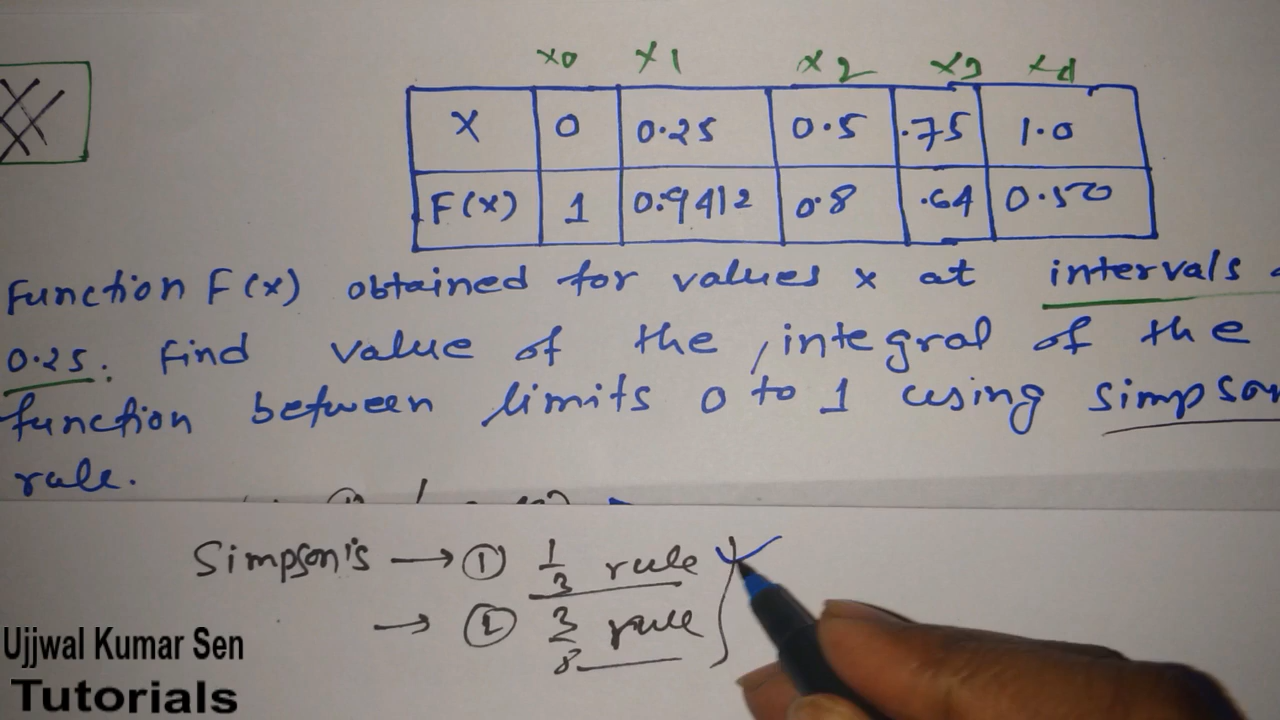 x0 x1 x2 x3 x4
X 0 0.25 0.5 .75 1.0
F(x) 1 0.9412 0.8 .64 0.50
Function F(x) obtained for values x at intervals
0.25. Find value of the integral of the
function between limits 0 to 1 using Simpson
rule.
Simpson's → ① 1/3 rule
→ ② 3/8 rule
Ujjwal Kumar Sen
Tutorials